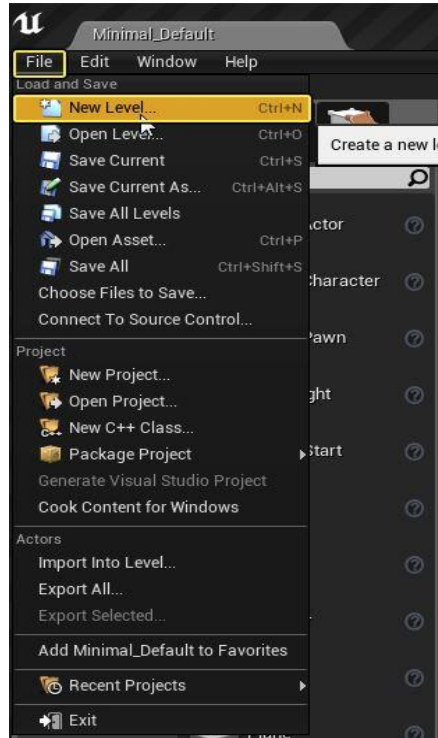 Minimal_Default
File Edit Window Help
Load and Save
New Level... Ctrl+N
Open Level... Ctrl+O
Create a new l
Save Current Ctrl+S
Save Current As... Ctrl+Alt+S
Save All Levels
ctor
Open Asset... Ctrl+P
Save All Ctrl+Shift+S
Character
Choose Files to Save...
Connect To Source Control...
Pawn
Project
New Project...
Open Project...
ght
New C++ Class...
Package Project
Start
Generate Visual Studio Project
Cook Content for Windows
Actors
Import Into Level...
Export All...
Export Selected...
Add Minimal_Default to Favorites
Recent Projects
Exit